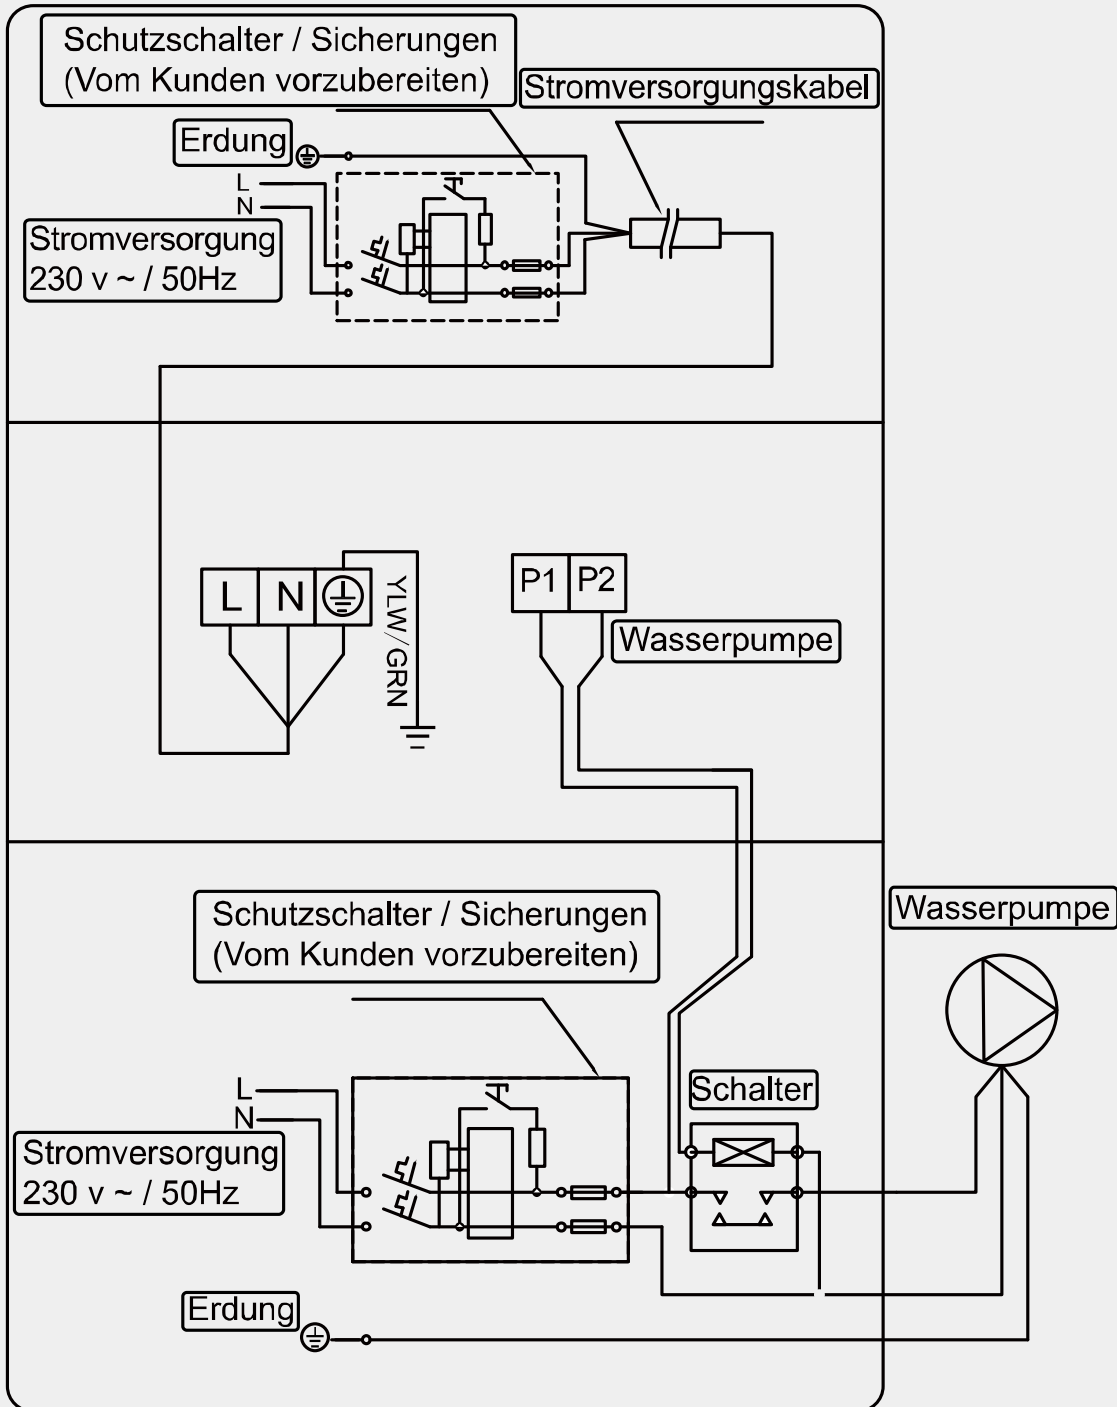 Schutzschalter / Sicherungen
(Vom Kunden vorzubereiten)
Stromversorgungskabel
Erdung
L
N
Stromversorgung
230 v ~ / 50Hz
L N
YLW/GRN
P1 P2
Wasserpumpe
Schutzschalter / Sicherungen
(Vom Kunden vorzubereiten)
Wasserpumpe
Schalter
L
N
Stromversorgung
230 v ~ / 50Hz
Erdung